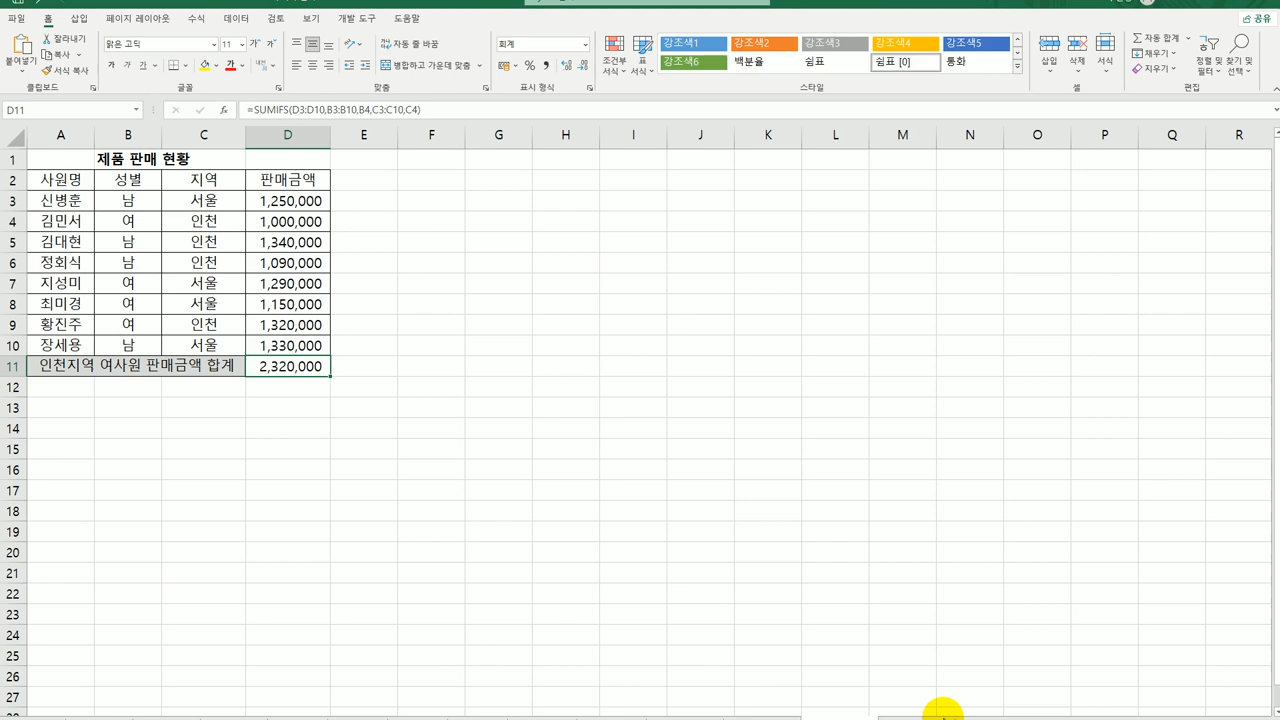 파일 홈 삽입 페이지 레이아웃 수식 데이터 검토 보기 개발 도구 도움말 공유
잘라내기 맑은 고딕 11 자동 줄 바꿈 회계 강조색1 강조색2 강조색3 강조색4 강조색5 자동 합계
붙여넣기 복사 채우기
서식 복사 가 가 가 가 병합하고 가운데 맞춤 % 조건부 서식 표 서식 강조색6 백분율 쉼표 쉼표 [0] 통화 삽입 삭제 서식 지우기 정렬 및 필터 찾기 및 선택
클립보드 글꼴 맞춤 표시 형식 스타일 셀 편집
D11 fx =SUMIFS(D3:D10,B3:B10,B4,C3:C10,C4)
A B C D E F G H I J K L M N O P Q R
1 제품 판매 현황
2 사원명 성별 지역 판매금액
3 신병훈 남 서울 1,250,000
4 김민서 여 인천 1,000,000
5 김대현 남 인천 1,340,000
6 정회식 남 인천 1,090,000
7 지성미 여 서울 1,290,000
8 최미경 여 서울 1,150,000
9 황진주 여 인천 1,320,000
10 장세용 남 서울 1,330,000
11 인천지역 여사원 판매금액 합계 2,320,000
12
13
14
15
16
17
18
19
20
21
22
23
24
25
26
27